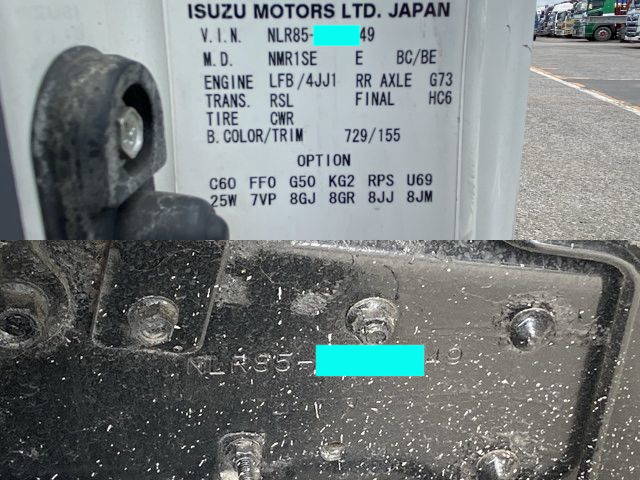 ISUZU MOTORS LTD. JAPAN
V.I.N. NLR85- 49
M.D. NMR1SE E BC/BE
ENGINE LFB/4JJ1 RR AXLE G73
TRANS. RSL FINAL HC6
TIRE CWR
B.COLOR/TRIM 729/155
OPTION
C60 FF0 G50 KG2 RPS U69
25W 7VP 8GJ 8GR 8JJ 8JM
NLR85- 49